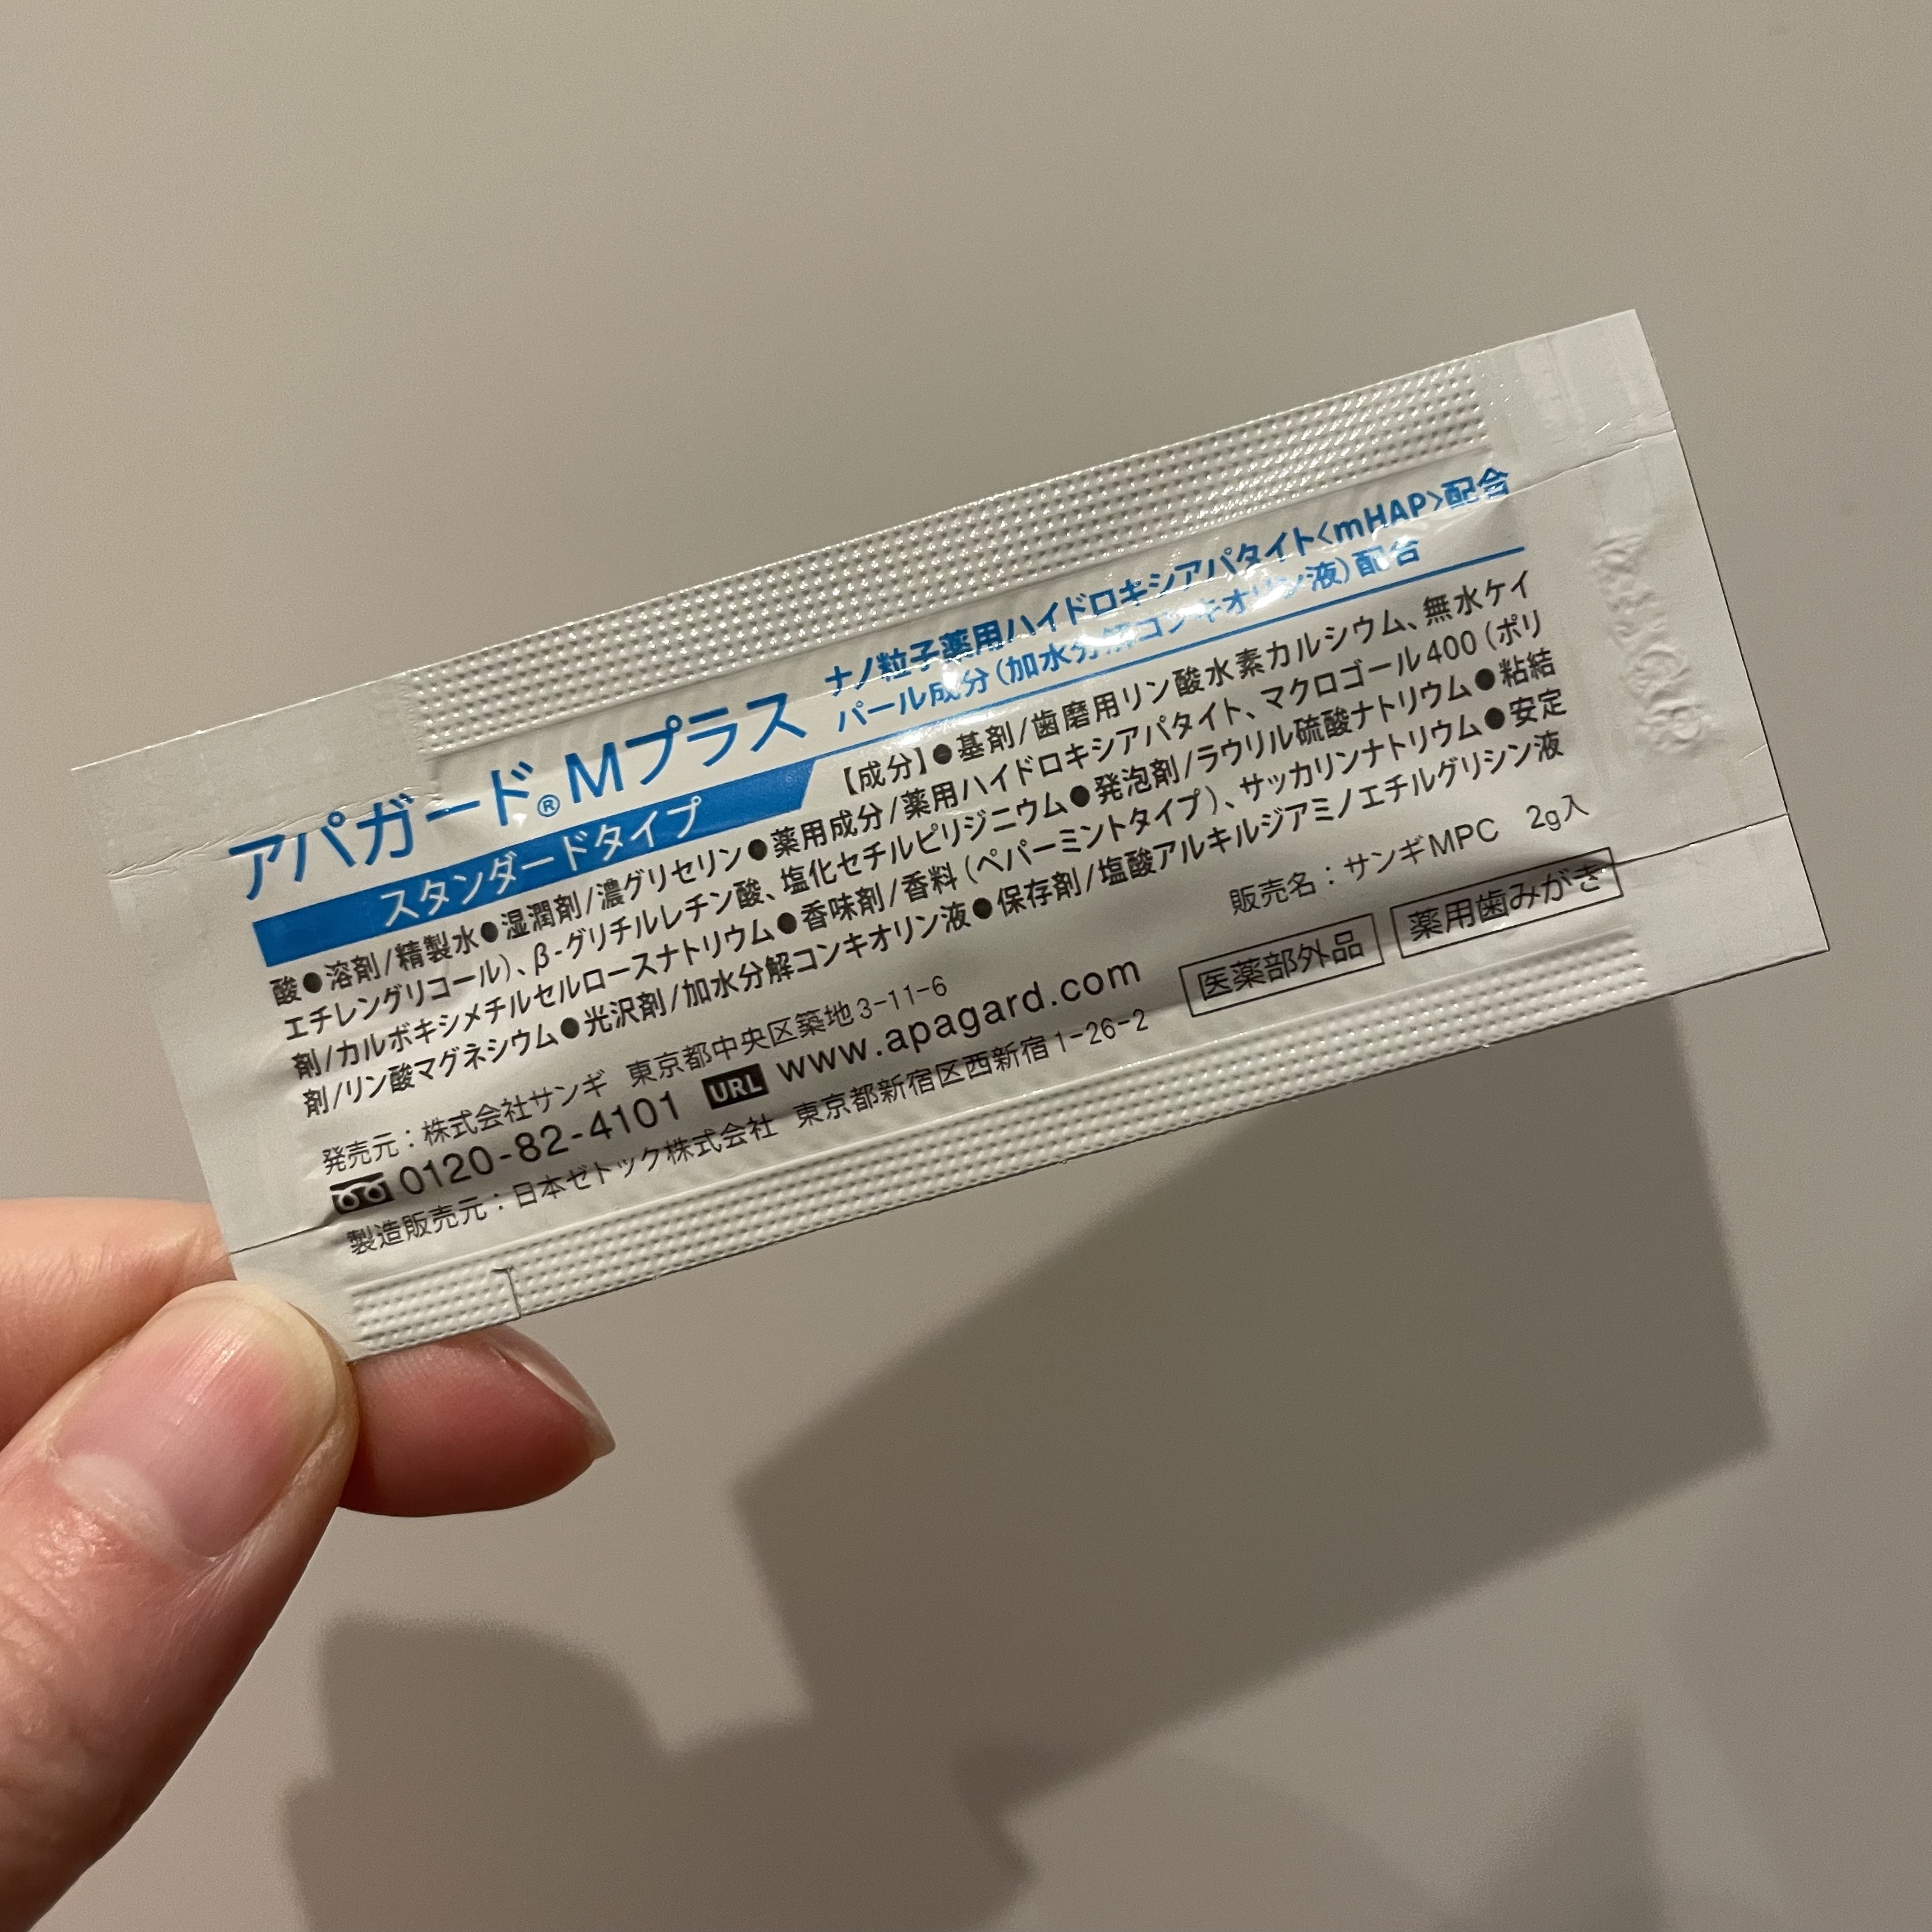 アパガード®Mプラス
スタンダードタイプ
ナノ粒子薬用ハイドロキシアパタイト<mHAP>配合
パール成分(加水分解コンキオリン液)配合
【成分】●基剤/歯磨用リン酸水素カルシウム、無水ケイ
酸●溶剤/精製水●湿潤剤/濃グリセリン●薬用成分/薬用ハイドロキシアパタイト、マクロゴール400(ポリ
エチレングリコール)、β-グリチルレチン酸、塩化セチルピリジニウム●発泡剤/ラウリル硫酸ナトリウム●粘結
剤/カルボキシメチルセルロースナトリウム●香味剤/香料(ペパーミントタイプ)、サッカリンナトリウム●安定
剤/リン酸マグネシウム●光沢剤/加水分解コンキオリン液●保存剤/塩酸アルキルジアミノエチルグリシン液
販売名:サンギMPC 2g入
発売元:株式会社サンギ 東京都中央区築地3-11-6
0120-82-4101 URL www.apagard.com
製造販売元:日本ゼトック株式会社 東京都新宿区西新宿1-26-2
医薬部外品 薬用歯みがき